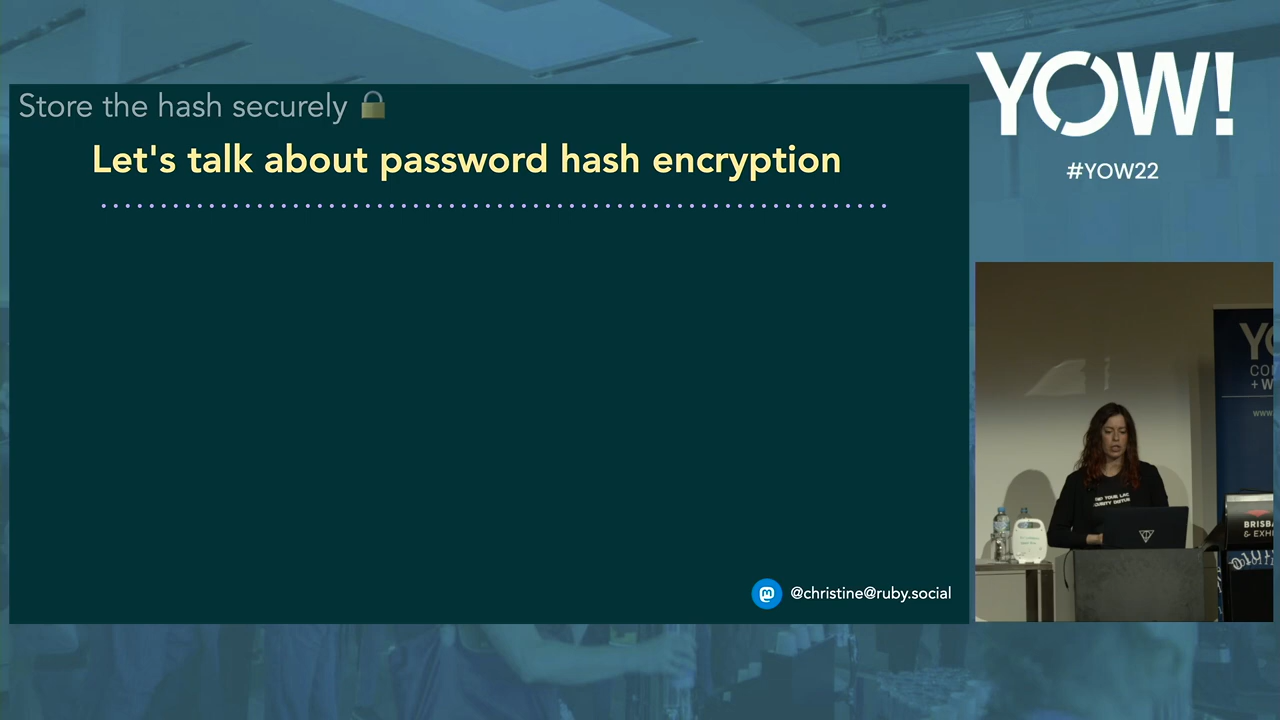 Store the hash securely
Let's talk about password hash encryption
@christine@ruby.social
YOW!
#YOW22